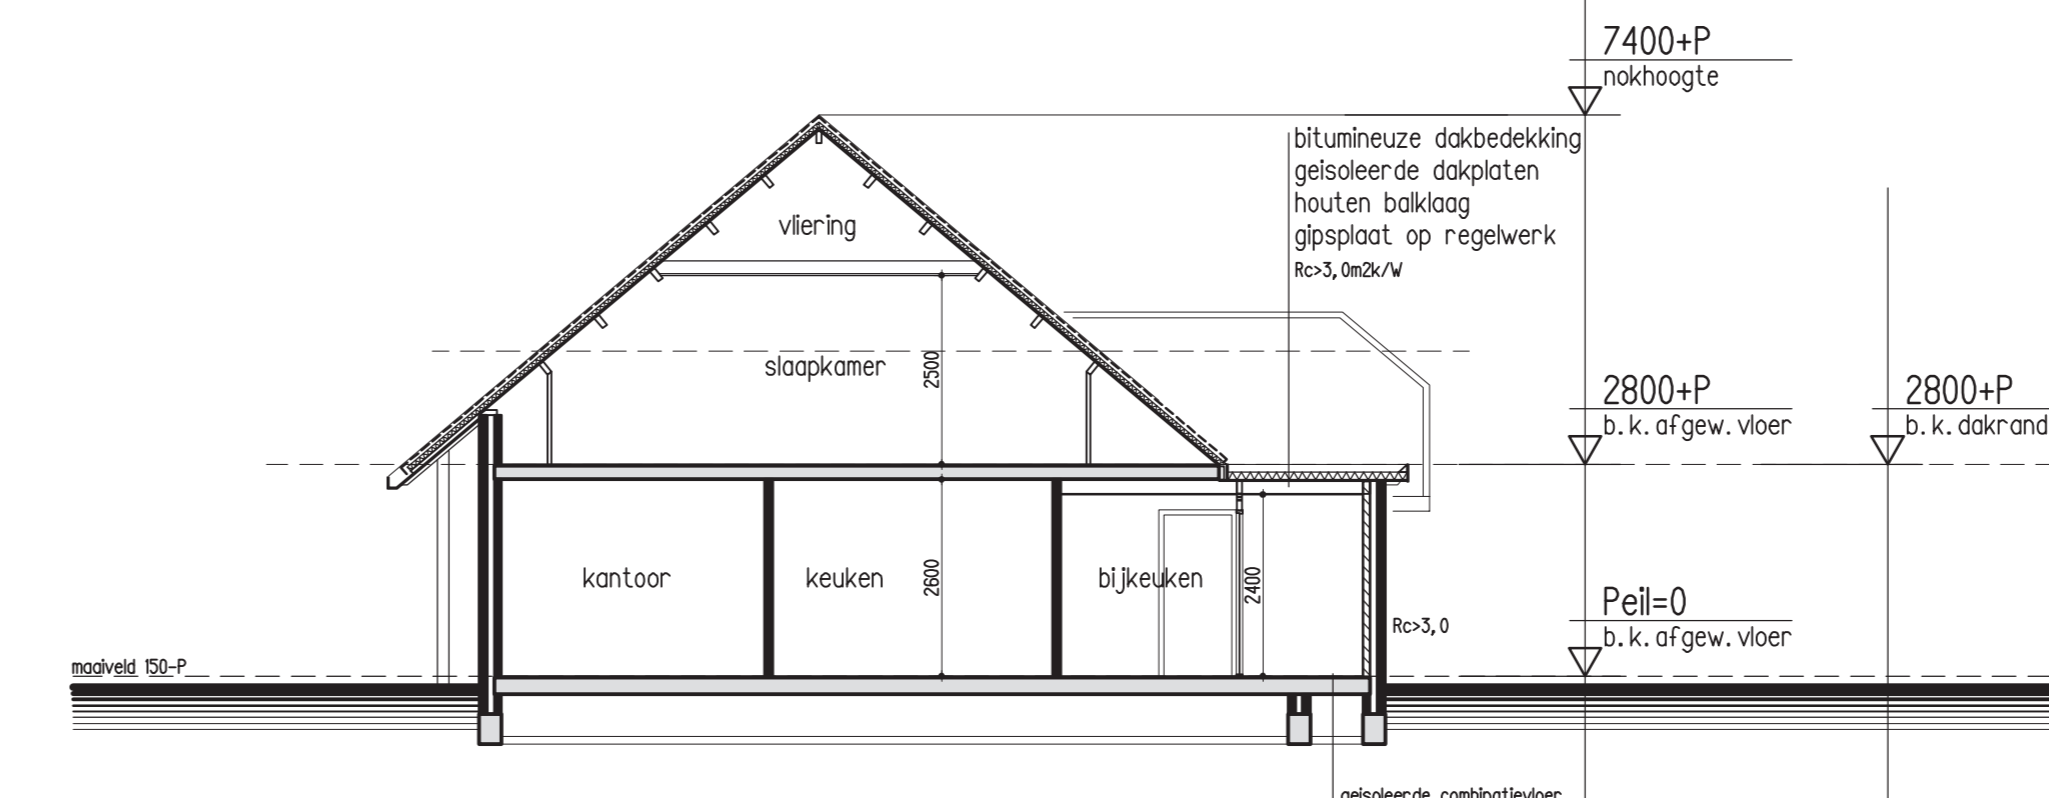 7400+P
nokhoogte
bitumineuze dakbedekking
geisoleerde dakplaten
houten balklaag
gipsplaat op regelwerk
Rc>3,0m2k/W
vliering
slaapkamer
2500
2800+P
b.k.afgew.vloer
2800+P
b.k.dakrand
kantoor
keuken
2600
bijkeuken
2400
Rc>3,0
Peil=0
b.k.afgew.vloer
maaiveld 150-P
geisoleerde combinatievloer